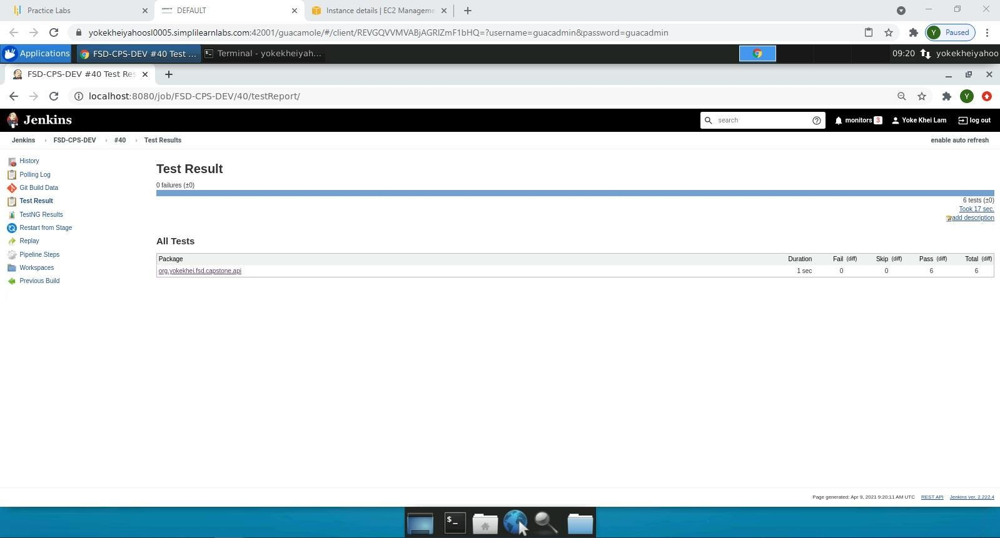 Practice Labs
DEFAULT
Instance details | EC2 Manageme
yokekheiyahoosl0005.simplilearnlabs.com:42001/guacamole/#/client/REVGQVVMVABjAGRlZmF1bHQ=?username=guacadmin&password=guacadmin
Y Paused
Applications
FSD-CPS-DEV #40 Test ...
Terminal - yokekheiyah...
09:20
yokekheiyahoo
FSD-CPS-DEV #40 Test Res
localhost:8080/job/FSD-CPS-DEV/40/testReport/
Y
Jenkins
search
monitors 3
Yoke Khei Lam
log out
Jenkins
FSD-CPS-DEV
#40
Test Results
enable auto refresh
History
Polling Log
Git Build Data
Test Result
TestNG Results
Restart from Stage
Replay
Pipeline Steps
Workspaces
Previous Build
Test Result
0 failures (±0)
6 tests (±0)
Took 17 sec.
add description
All Tests
Package Duration Fail (diff) Skip (diff) Pass (diff) Total (diff)
org.yokekhei.fsd.capstone.api 1 sec 0 0 6 6
Page generated: Apr 9, 2021 9:20:11 AM UTC REST API Jenkins ver. 2.222.4
$_